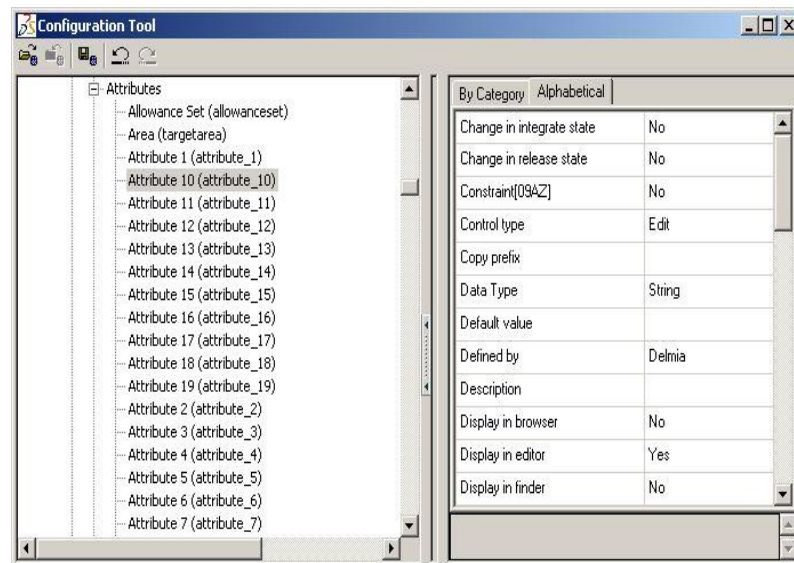 Configuration Tool
Attributes
Allowance Set (allowanceset)
Area (targetarea)
Attribute 1 (attribute_1)
Attribute 10 (attribute_10)
Attribute 11 (attribute_11)
Attribute 12 (attribute_12)
Attribute 13 (attribute_13)
Attribute 14 (attribute_14)
Attribute 15 (attribute_15)
Attribute 16 (attribute_16)
Attribute 17 (attribute_17)
Attribute 18 (attribute_18)
Attribute 19 (attribute_19)
Attribute 2 (attribute_2)
Attribute 3 (attribute_3)
Attribute 4 (attribute_4)
Attribute 5 (attribute_5)
Attribute 6 (attribute_6)
Attribute 7 (attribute_7)
By Category Alphabetical
Change in integrate state No
Change in release state No
Constraint[09AZ] No
Control type Edit
Copy prefix
Data Type String
Default value
Defined by Delmia
Description
Display in browser No
Display in editor Yes
Display in finder No